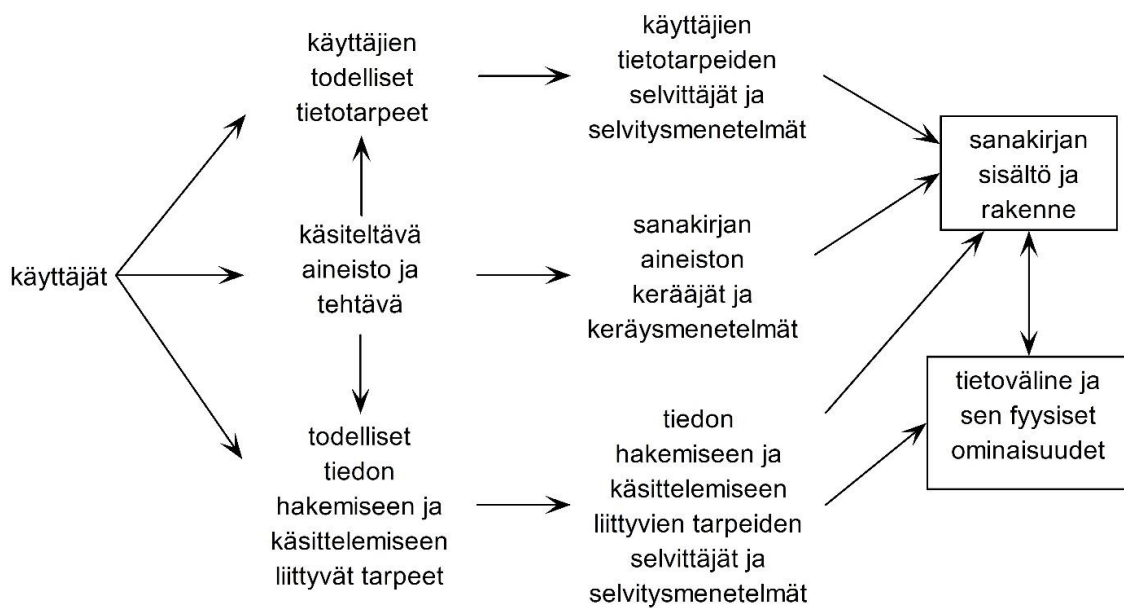 käyttäjät
käyttäjien
todelliset
tietotarpeet
käsiteltävä
aineisto ja
tehtävä
todelliset
tiedon
hakemiseen ja
käsittelemiseen
liittyvät tarpeet
käyttäjien
tietotarpeiden
selvittäjät ja
selvitysmenetelmät
sanakirjan
aineiston
kerääjät ja
keräysmenetelmät
tiedon
hakemiseen ja
käsittelemiseen
liittyvien tarpeiden
selvittäjät ja
selvitysmenetelmät
sanakirjan
sisältö ja
rakenne
tietoväline ja
sen fyysiset
ominaisuudet